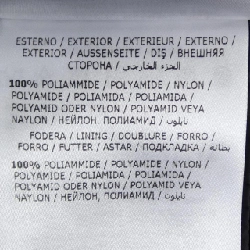 ESTERNO / EXTERIOR / EXTERIEUR / EXTERNO /
EXTERIOR / AUSSENSEITE / DIŞ / ВНЕШНЯЯ
СТОРОНА / الجزء الخارجي
100% POLIAMMIDE / POLYAMIDE / NYLON /
POLYAMIDE / POLIAMIDA / POLIAMIDA /
POLYAMID ODER NYLON / POLYAMID VEYA
NAYLON / НЕЙЛОН, ПОЛИАМИД / نايلون
FODERA / LINING / DOUBLURE / FORRO /
FORRO / FUTTER / ASTAR / ПОДКЛАДКА / بطانة
100% POLIAMMIDE / POLYAMIDE / NYLON /
POLYAMIDE / POLIAMIDA / POLIAMIDA /
POLYAMID ODER NYLON / POLYAMID VEYA
NAYLON / НЕЙЛОН, ПОЛИАМИД / نايلون